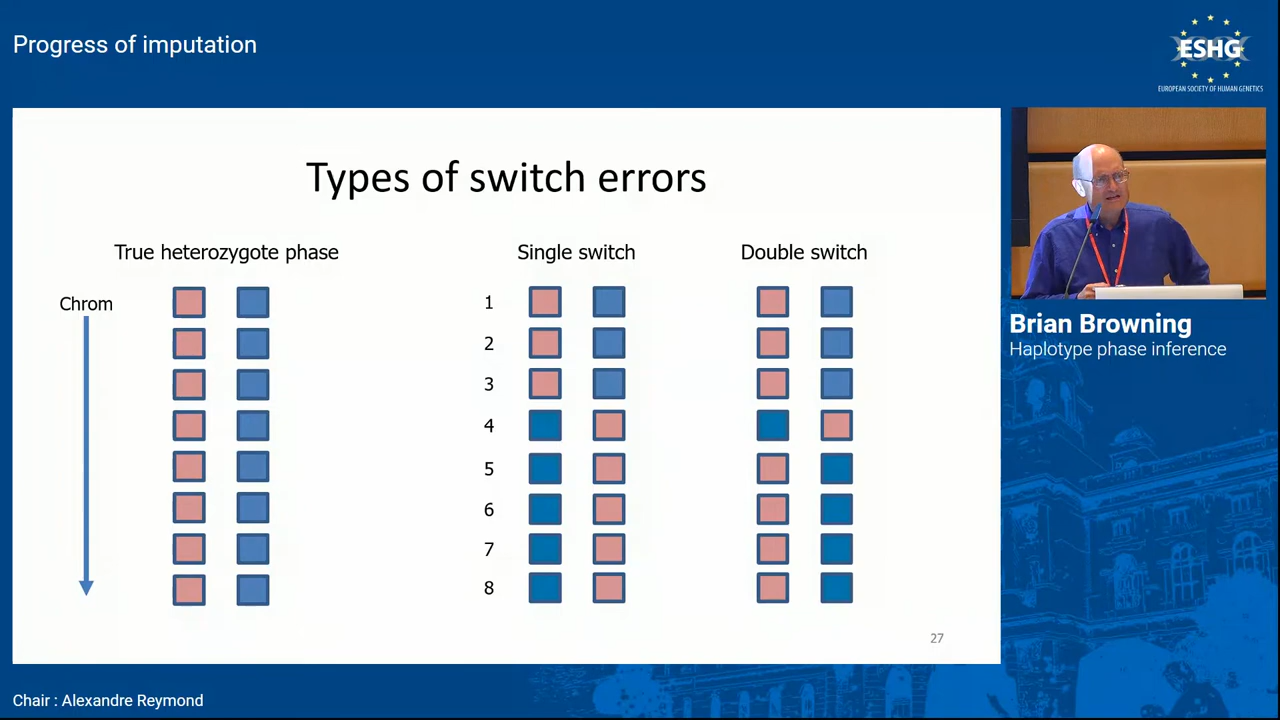 Progress of imputation
ESHG
EUROPEAN SOCIETY OF HUMAN GENETICS
Types of switch errors
True heterozygote phase
Single switch
Double switch
Chrom
1
2
3
4
5
6
7
8
27
Brian Browning
Haplotype phase inference
Chair : Alexandre Reymond